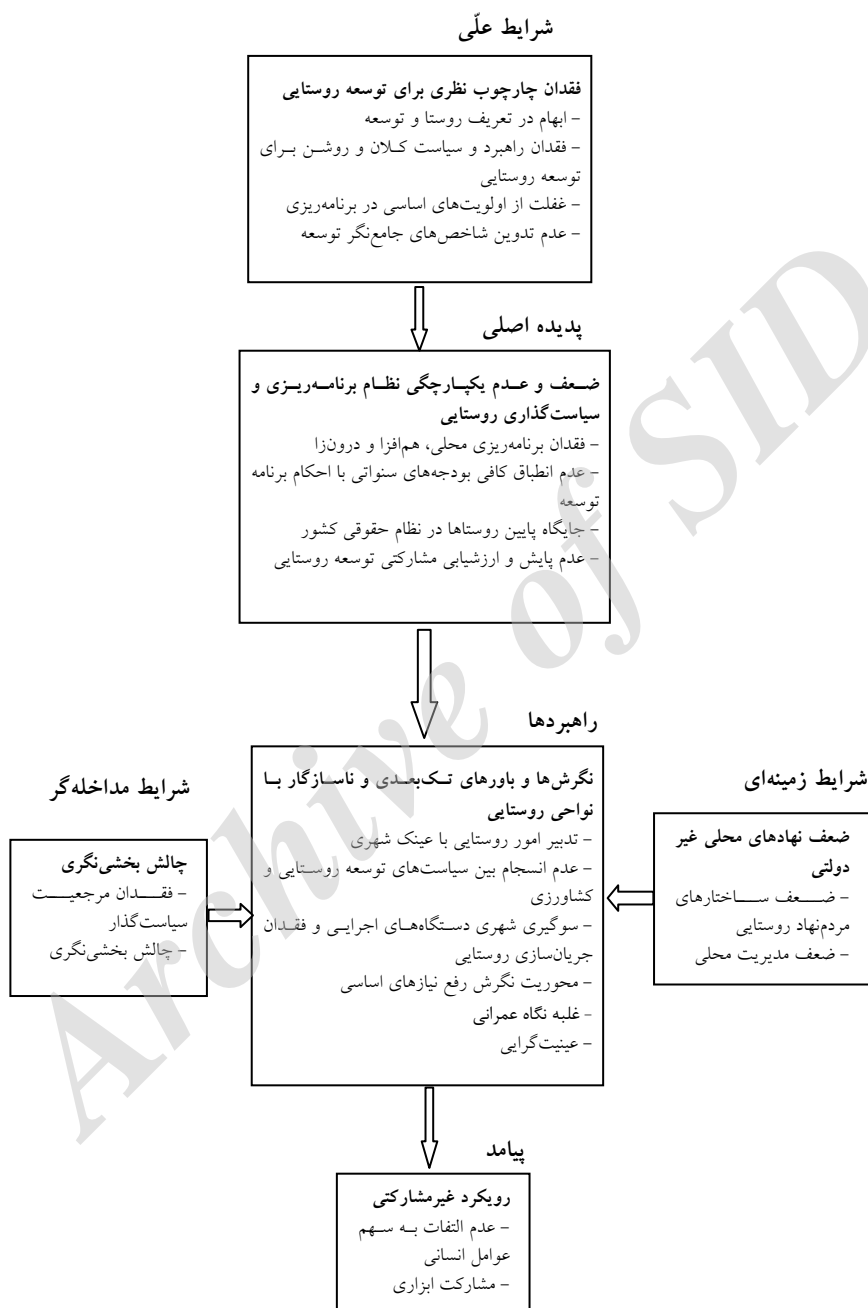 شرایط علّی
فقدان چارچوب نظری برای توسعه روستایی
- ابهام در تعریف روستا و توسعه
- فقدان راهبرد و سیاست کلان و روشن برای
توسعه روستایی
- غفلت از اولویت‌های اساسی در برنامه‌ریزی
- عدم تدوین شاخص‌های جامع‌نگر توسعه
پدیده اصلی
ضعف و عدم یکپارچگی نظام برنامه‌ریزی و
سیاست‌گذاری روستایی
- فقدان برنامه‌ریزی محلی، هم‌افزا و درون‌زا
- عدم انطباق کافی بودجه‌های سنواتی با احکام برنامه
توسعه
- جایگاه پایین روستاها در نظام حقوقی کشور
- عدم پایش و ارزشیابی مشارکتی توسعه روستایی
راهبردها
نگرش‌ها و باورهای تک‌بعدی و ناسازگار با
نواحی روستایی
- تدبیر امور روستایی با عینک شهری
- عدم انسجام بین سیاست‌های توسعه روستایی و
کشاورزی
- سوگیری شهری دستگاه‌های اجرایی و فقدان
جریان‌سازی روستایی
- محوریت نگرش رفع نیازهای اساسی
- غلبه نگاه عمرانی
- عینیت‌گرایی
شرایط زمینه‌ای
ضعف نهادهای محلی غیر
دولتی
- ضعف ساختارهای
مردم‌نهاد روستایی
- ضعف مدیریت محلی
شرایط مداخله‌گر
چالش بخشی‌نگری
- فقدان مرجعیت
سیاست‌گذار
- چالش بخشی‌نگری
پیامد
رویکرد غیرمشارکتی
- عدم التفات به سهم
عوامل انسانی
- مشارکت ابزاری
Archive of SID